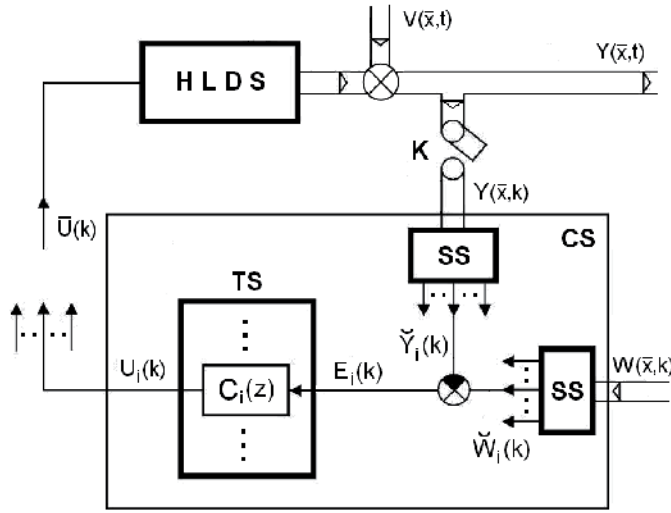 V(x̅,t)
Y(x̅,t)
H L D S
K
Y(x̅,k)
U̅(k)
CS
SS
TS
Y̆ᵢ(k)
W(x̅,k)
Uᵢ(k)
Eᵢ(k)
Cᵢ(z)
SS
W̆ᵢ(k)